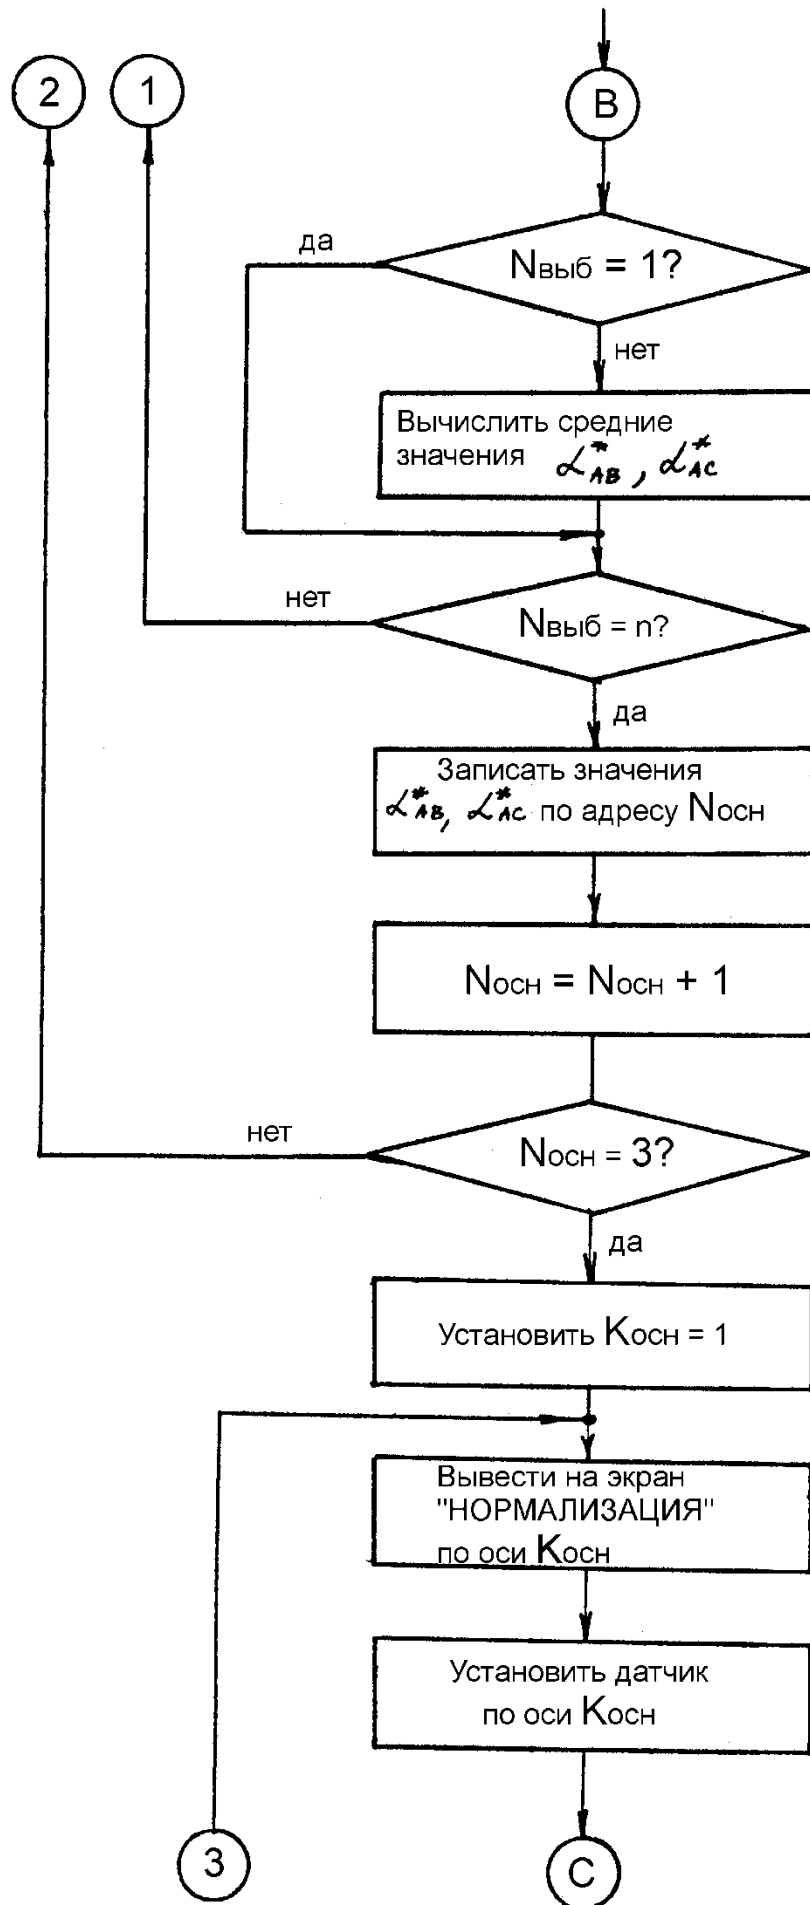 2
1
B
да
Nвыб = 1?
нет
Вычислить средние
значения α*AB, α*AC
нет
Nвыб = n?
да
Записать значения
α*AB, α*AC по адресу Nосн
Nосн = Nосн + 1
нет
Nосн = 3?
да
Установить Kосн = 1
Вывести на экран
"НОРМАЛИЗАЦИЯ"
по оси Kосн
Установить датчик
по оси Kосн
3
C